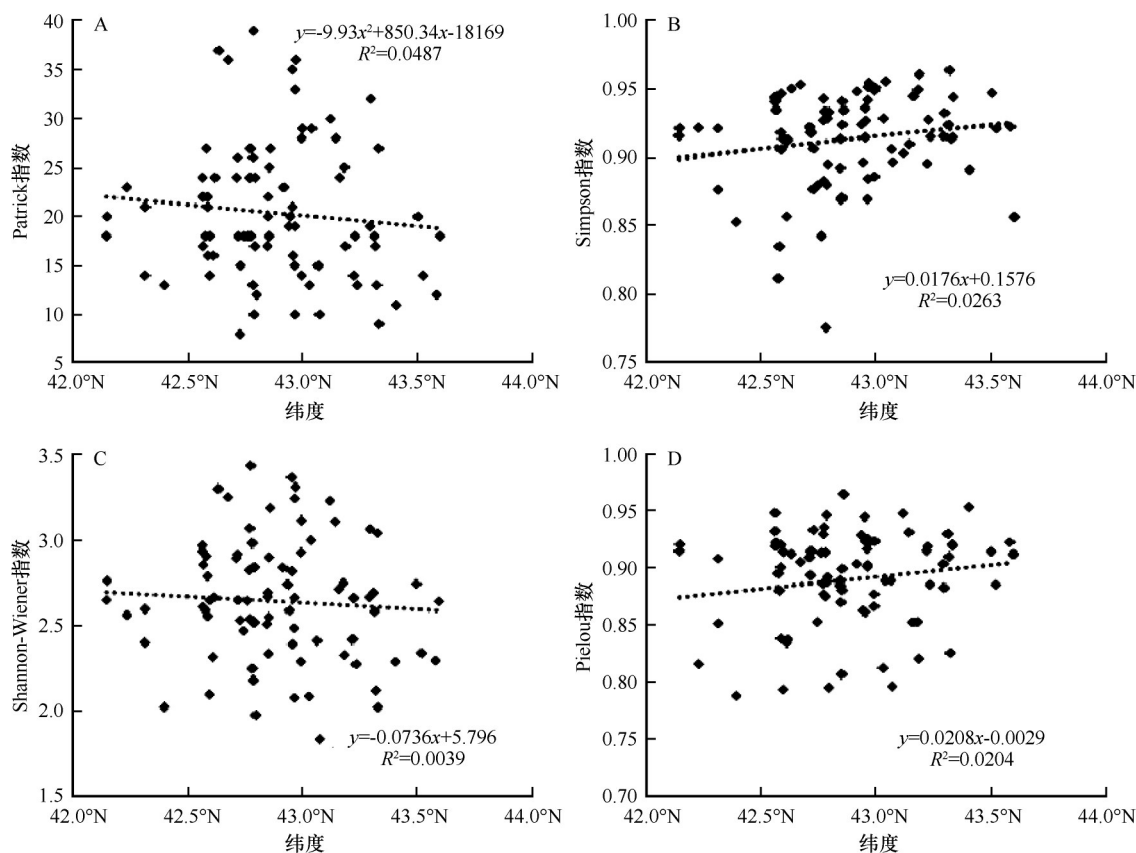 A
y=-9.93x²+850.34x-18169
R²=0.0487
Patrick指数
40
35
30
25
20
15
10
5
42.0°N 42.5°N 43.0°N 43.5°N 44.0°N
纬度
B
Simpson指数
1.00
0.95
0.90
0.85
0.80
0.75
y=0.0176x+0.1576
R²=0.0263
42.0°N 42.5°N 43.0°N 43.5°N 44.0°N
纬度
C
Shannon-Wiener指数
3.5
3.0
2.5
2.0
1.5
y=-0.0736x+5.796
R²=0.0039
42.0°N 42.5°N 43.0°N 43.5°N 44.0°N
纬度
D
Pielou指数
1.00
0.95
0.90
0.85
0.80
0.75
0.70
y=0.0208x-0.0029
R²=0.0204
42.0°N 42.5°N 43.0°N 43.5°N 44.0°N
纬度